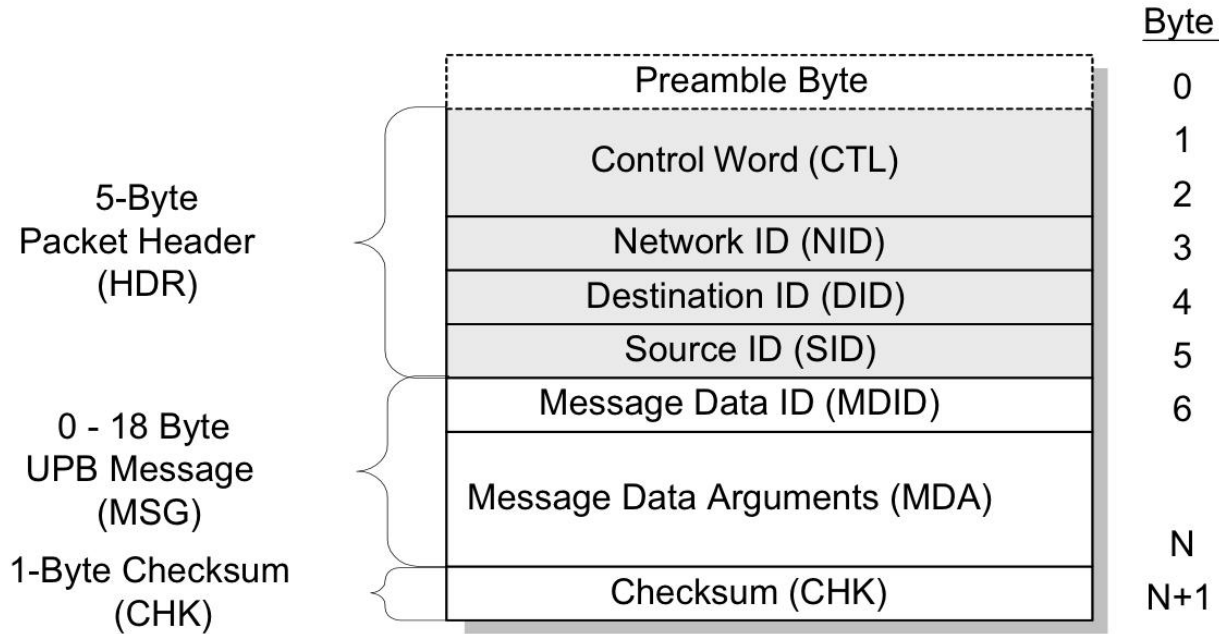 Byte
Preamble Byte
0
5-Byte
Packet Header
(HDR)
Control Word (CTL)
1
2
Network ID (NID)
3
Destination ID (DID)
4
Source ID (SID)
5
0 - 18 Byte
UPB Message
(MSG)
Message Data ID (MDID)
6
Message Data Arguments (MDA)
N
1-Byte Checksum
(CHK)
Checksum (CHK)
N+1